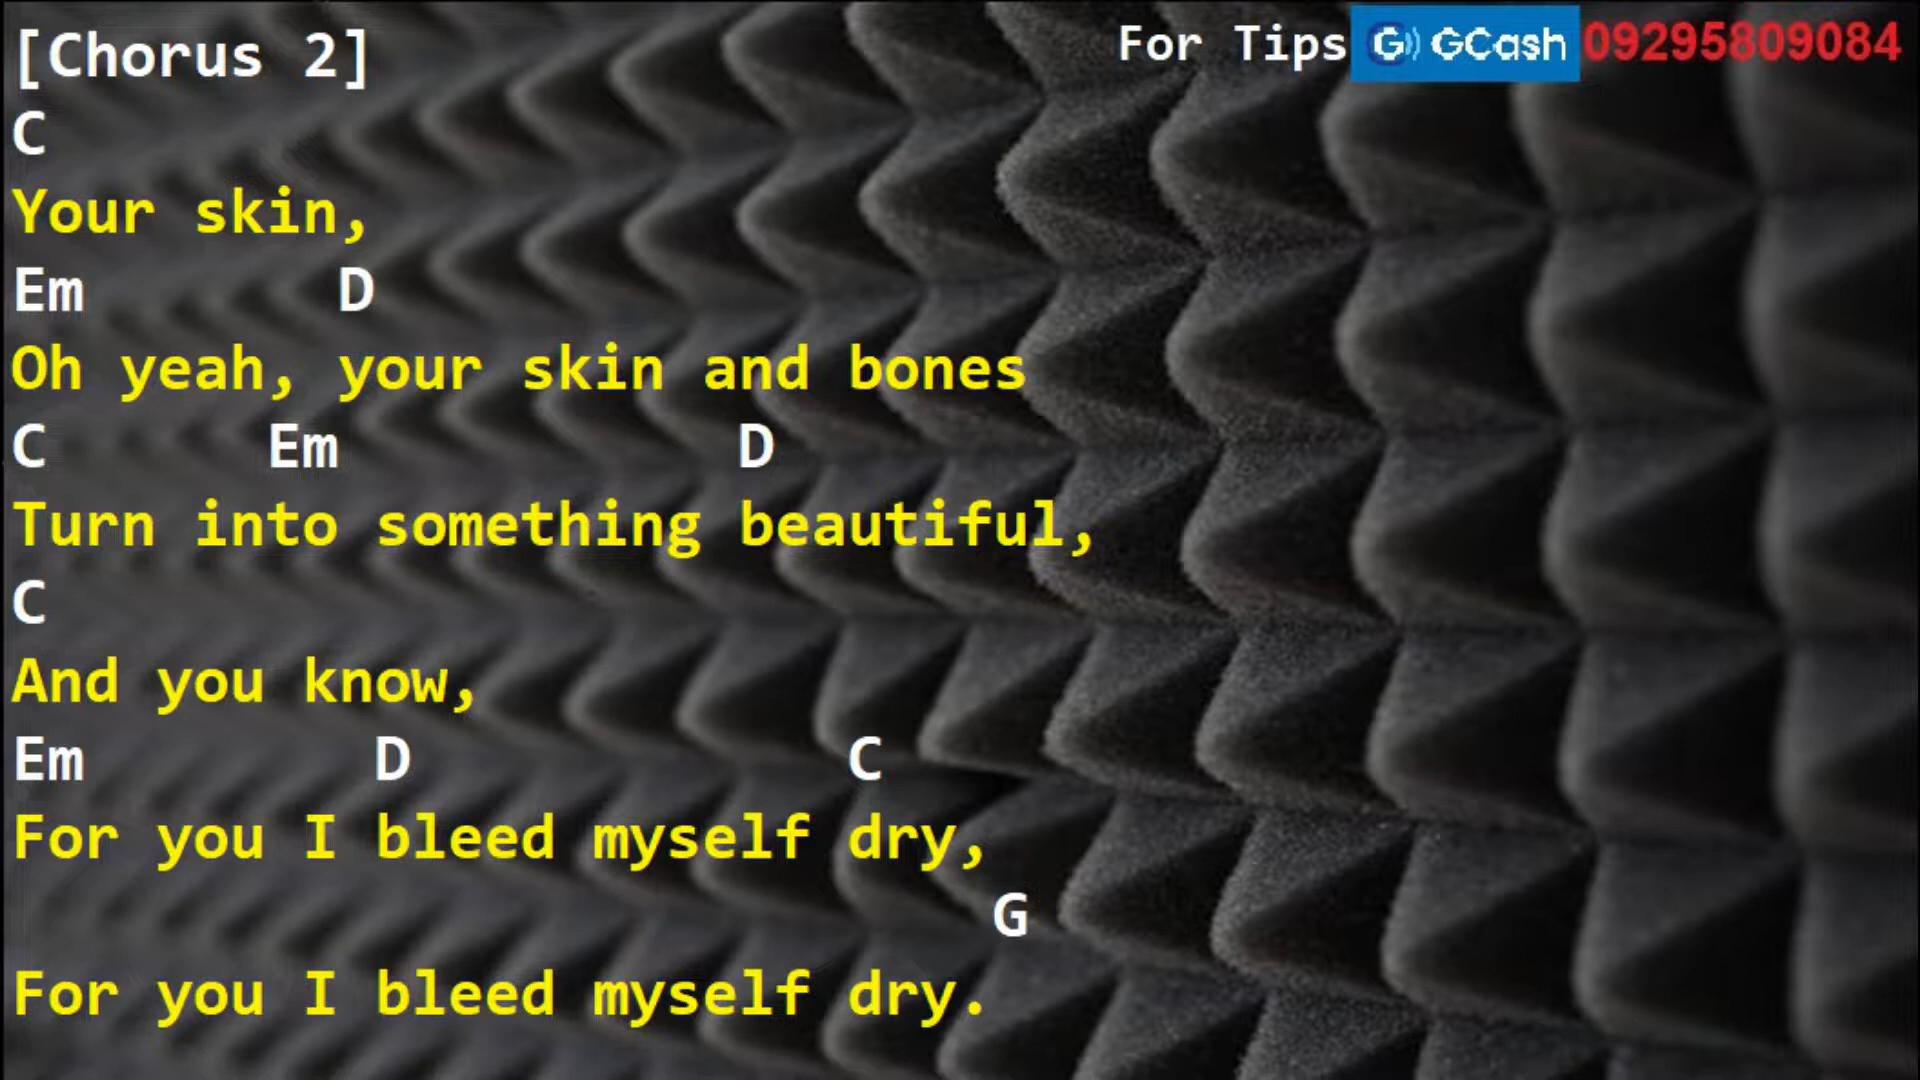 [Chorus 2]
For Tips G) GCash 09295809084
C
Your skin,
Em D
Oh yeah, your skin and bones
C Em D
Turn into something beautiful,
C
And you know,
Em D C
For you I bleed myself dry,
G
For you I bleed myself dry.